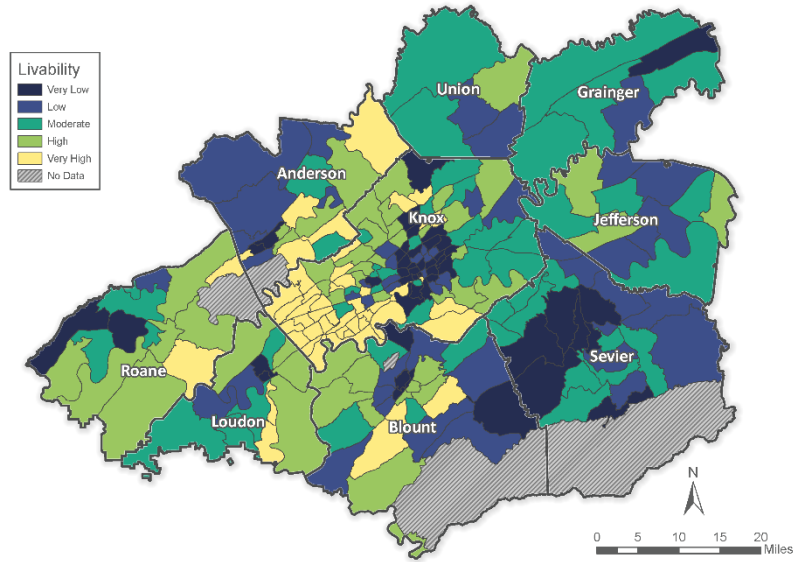 Livability
Very Low
Low
Moderate
High
Very High
No Data
Union
Grainger
Anderson
Knox
Jefferson
Roane
Sevier
Loudon
Blount
N
0 5 10 15 20
Miles